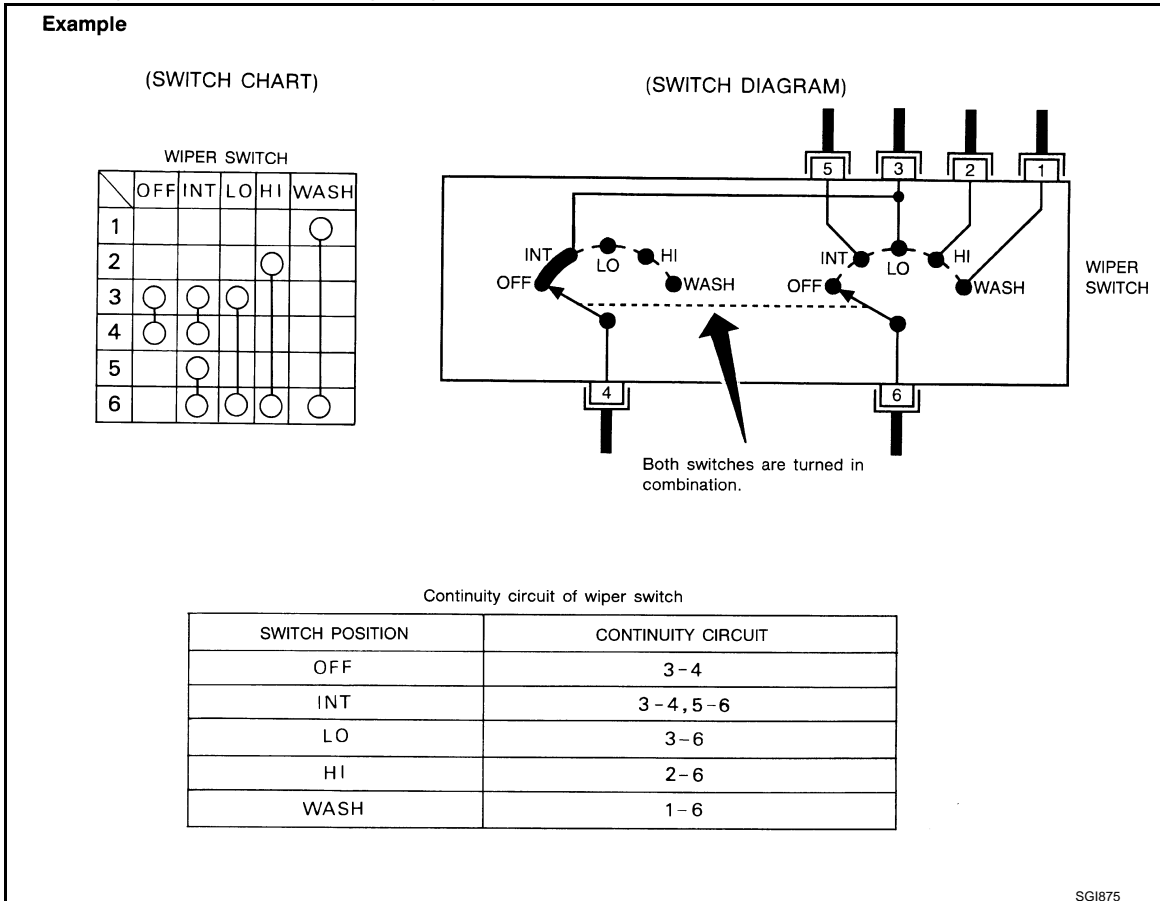 Example
(SWITCH CHART)
WIPER SWITCH
OFF INT LO HI WASH
1
2
3
4
5
6
(SWITCH DIAGRAM)
5 3 2 1
INT LO HI
OFF WASH
INT LO HI
OFF WASH
WIPER
SWITCH
4 6
Both switches are turned in
combination.
Continuity circuit of wiper switch
SWITCH POSITION CONTINUITY CIRCUIT
OFF 3-4
INT 3-4, 5-6
LO 3-6
HI 2-6
WASH 1-6
SGI875